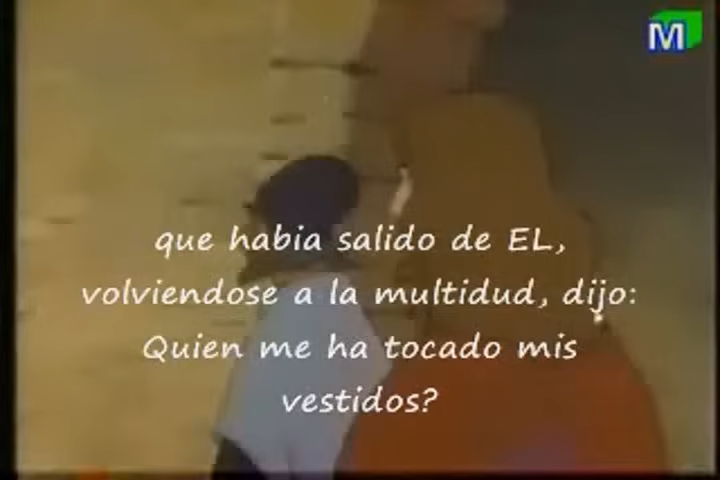 M
que habia salido de EL,
volviendose a la multidud, dijo:
Quien me ha tocado mis
vestidos?